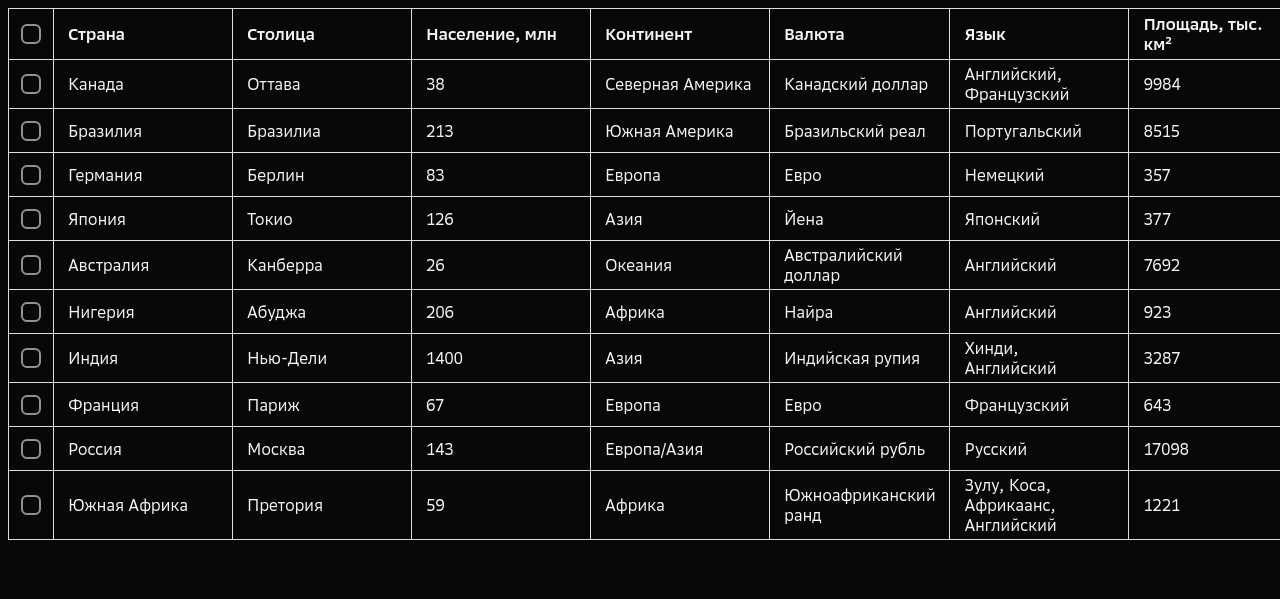 Страна Столица Население, млн Континент Валюта Язык Площадь, тыс. км²
Канада Оттава 38 Северная Америка Канадский доллар Английский, Французский 9984
Бразилия Бразилиа 213 Южная Америка Бразильский реал Португальский 8515
Германия Берлин 83 Европа Евро Немецкий 357
Япония Токио 126 Азия Йена Японский 377
Австралия Канберра 26 Океания Австралийский доллар Английский 7692
Нигерия Абуджа 206 Африка Найра Английский 923
Индия Нью-Дели 1400 Азия Индийская рупия Хинди, Английский 3287
Франция Париж 67 Европа Евро Французский 643
Россия Москва 143 Европа/Азия Российский рубль Русский 17098
Южная Африка Претория 59 Африка Южноафриканский ранд Зулу, Коса, Африкаанс, Английский 1221